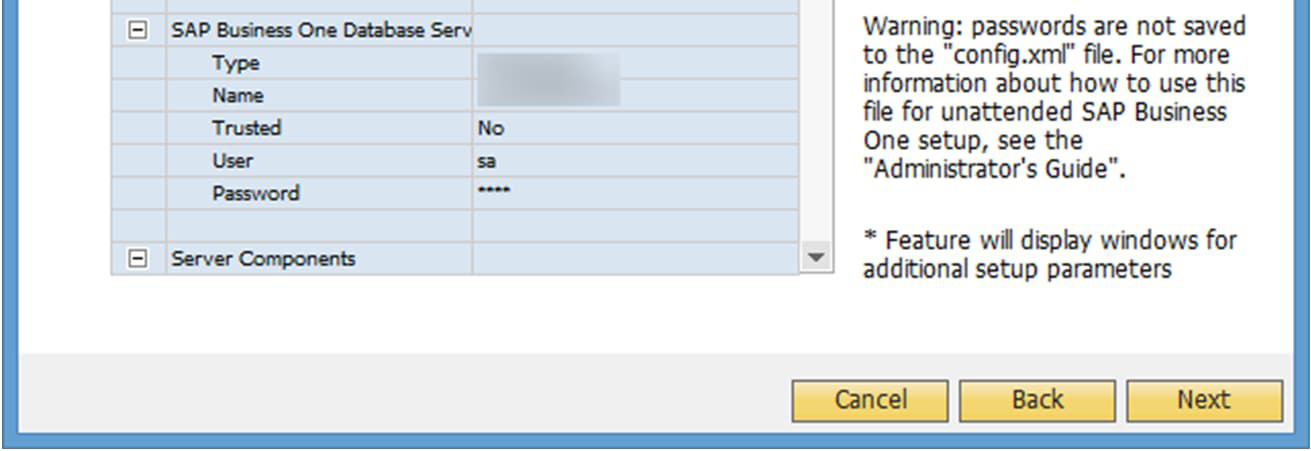 SAP Business One Database Serv
Type
Name
Trusted No
User sa
Password ****
Server Components
Warning: passwords are not saved
to the "config.xml" file. For more
information about how to use this
file for unattended SAP Business
One setup, see the
"Administrator's Guide".
* Feature will display windows for
additional setup parameters
Cancel Back Next